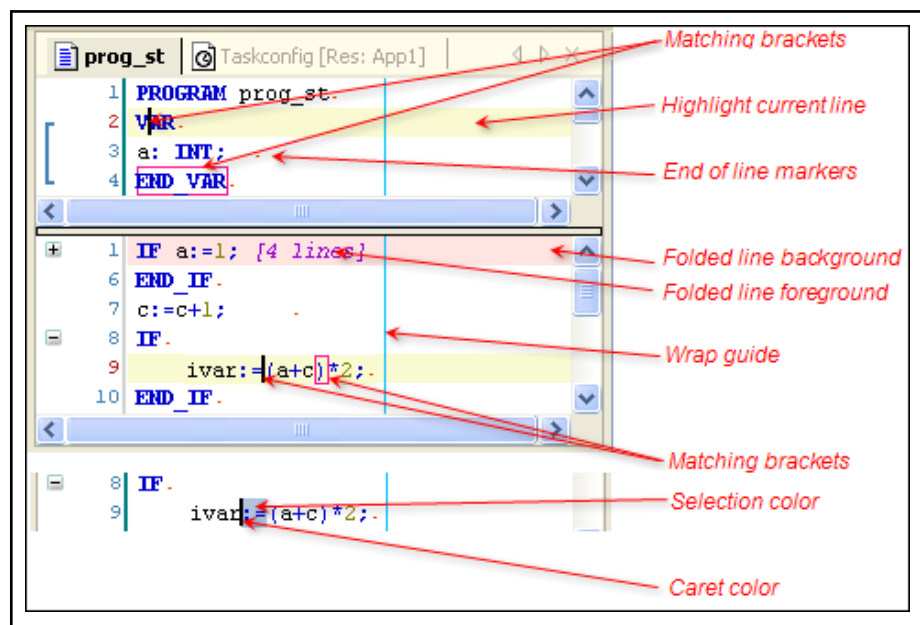 prog_st Taskconfig [Res: App1]
Matching brackets
1 PROGRAM prog_st
2 VAR
Highlight current line
3 a: INT;
End of line markers
4 END_VAR
1 IF a:=1; [4 lines]
Folded line background
6 END_IF
Folded line foreground
7 c:=c+1;
8 IF
Wrap guide
9 ivar:=(a+c)*2;
10 END_IF
Matching brackets
8 IF
Selection color
9 ivar:=(a+c)*2;
Caret color